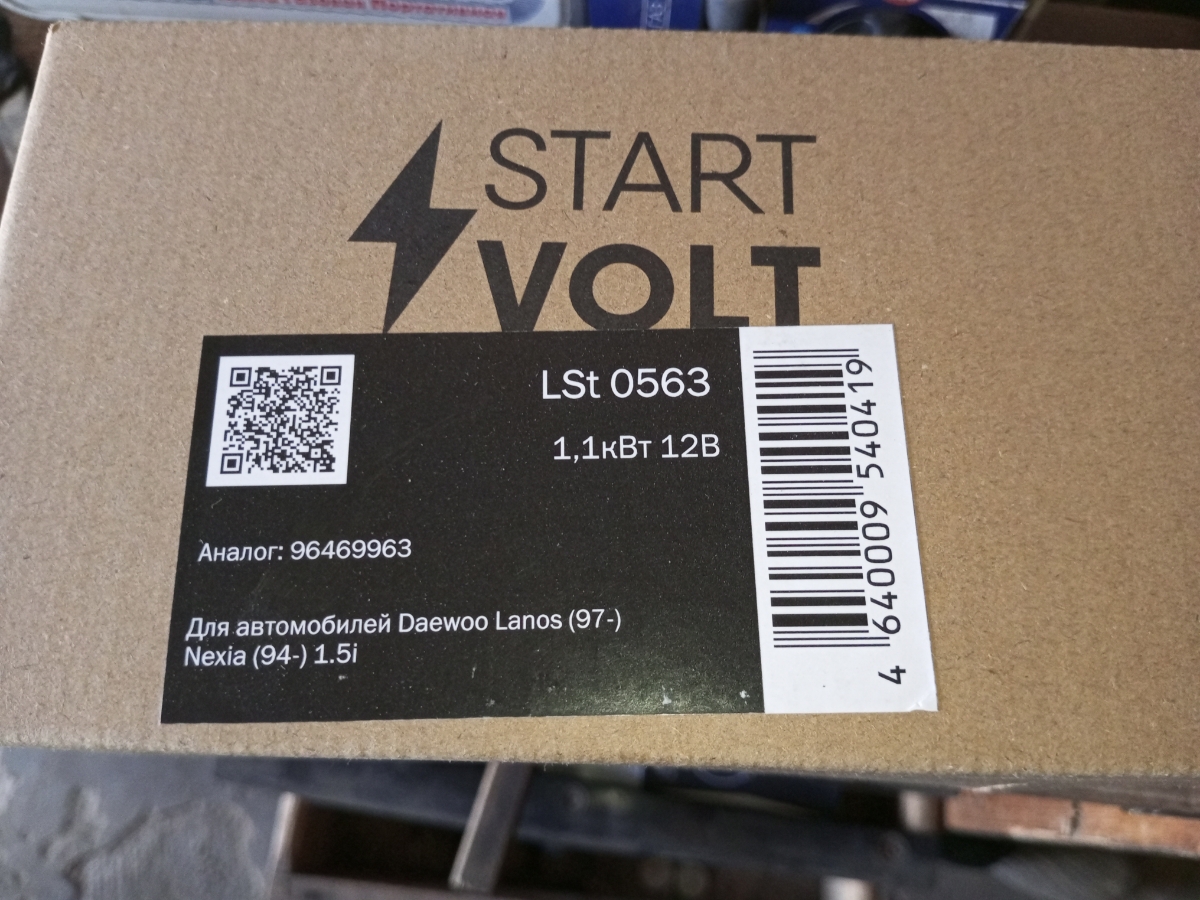 START
VOLT
LSt 0563
1,1кВт 12В
Аналог: 96469963
Для автомобилей Daewoo Lanos (97-)
Nexia (94-) 1.5i
4 640009 540419